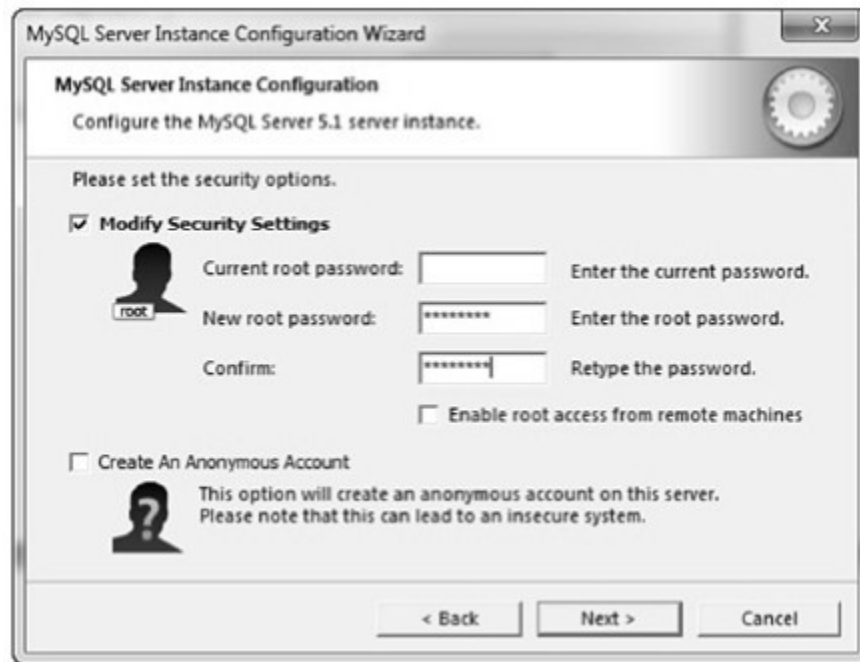 MySQL Server Instance Configuration Wizard
MySQL Server Instance Configuration
Configure the MySQL Server 5.1 server instance.
Please set the security options.
Modify Security Settings
root
Current root password:
Enter the current password.
New root password:
********
Enter the root password.
Confirm:
********
Retype the password.
Enable root access from remote machines
Create An Anonymous Account
?
This option will create an anonymous account on this server.
Please note that this can lead to an insecure system.
< Back
Next >
Cancel